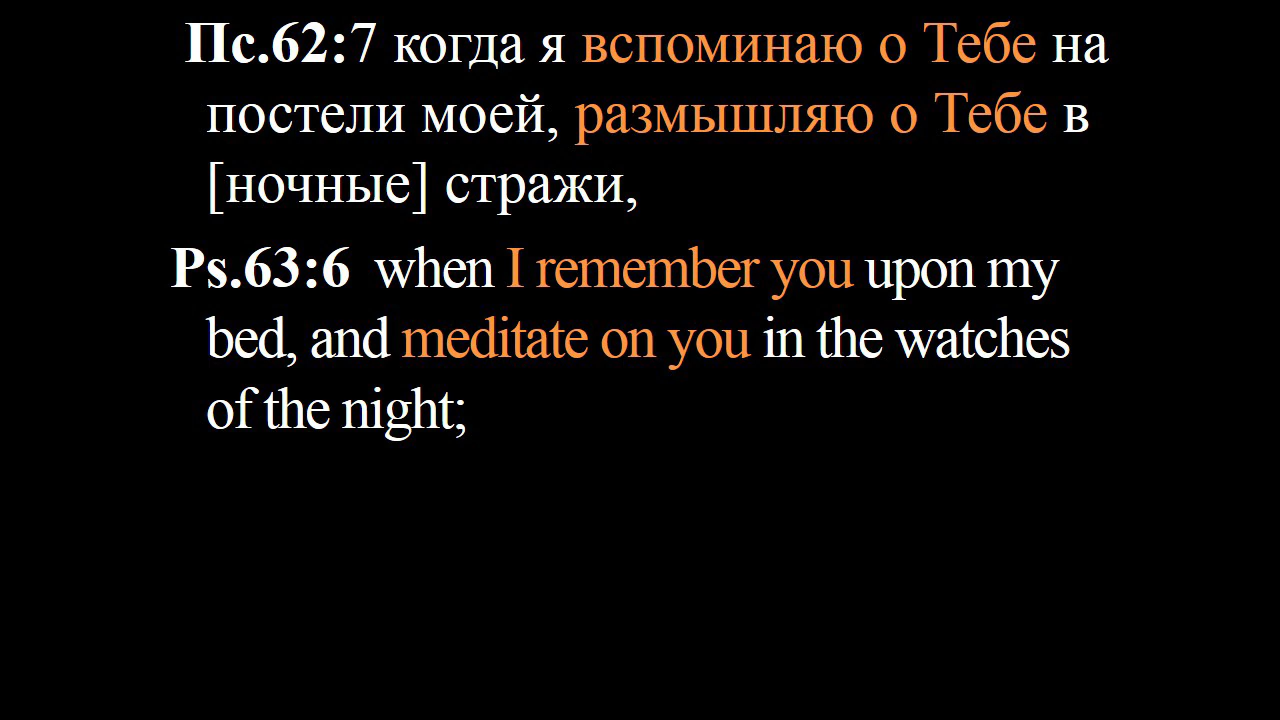 Пс.62:7 когда я вспоминаю о Тебе на
постели моей, размышляю о Тебе в
[ночные] стражи,
Ps.63:6 when I remember you upon my
bed, and meditate on you in the watches
of the night;